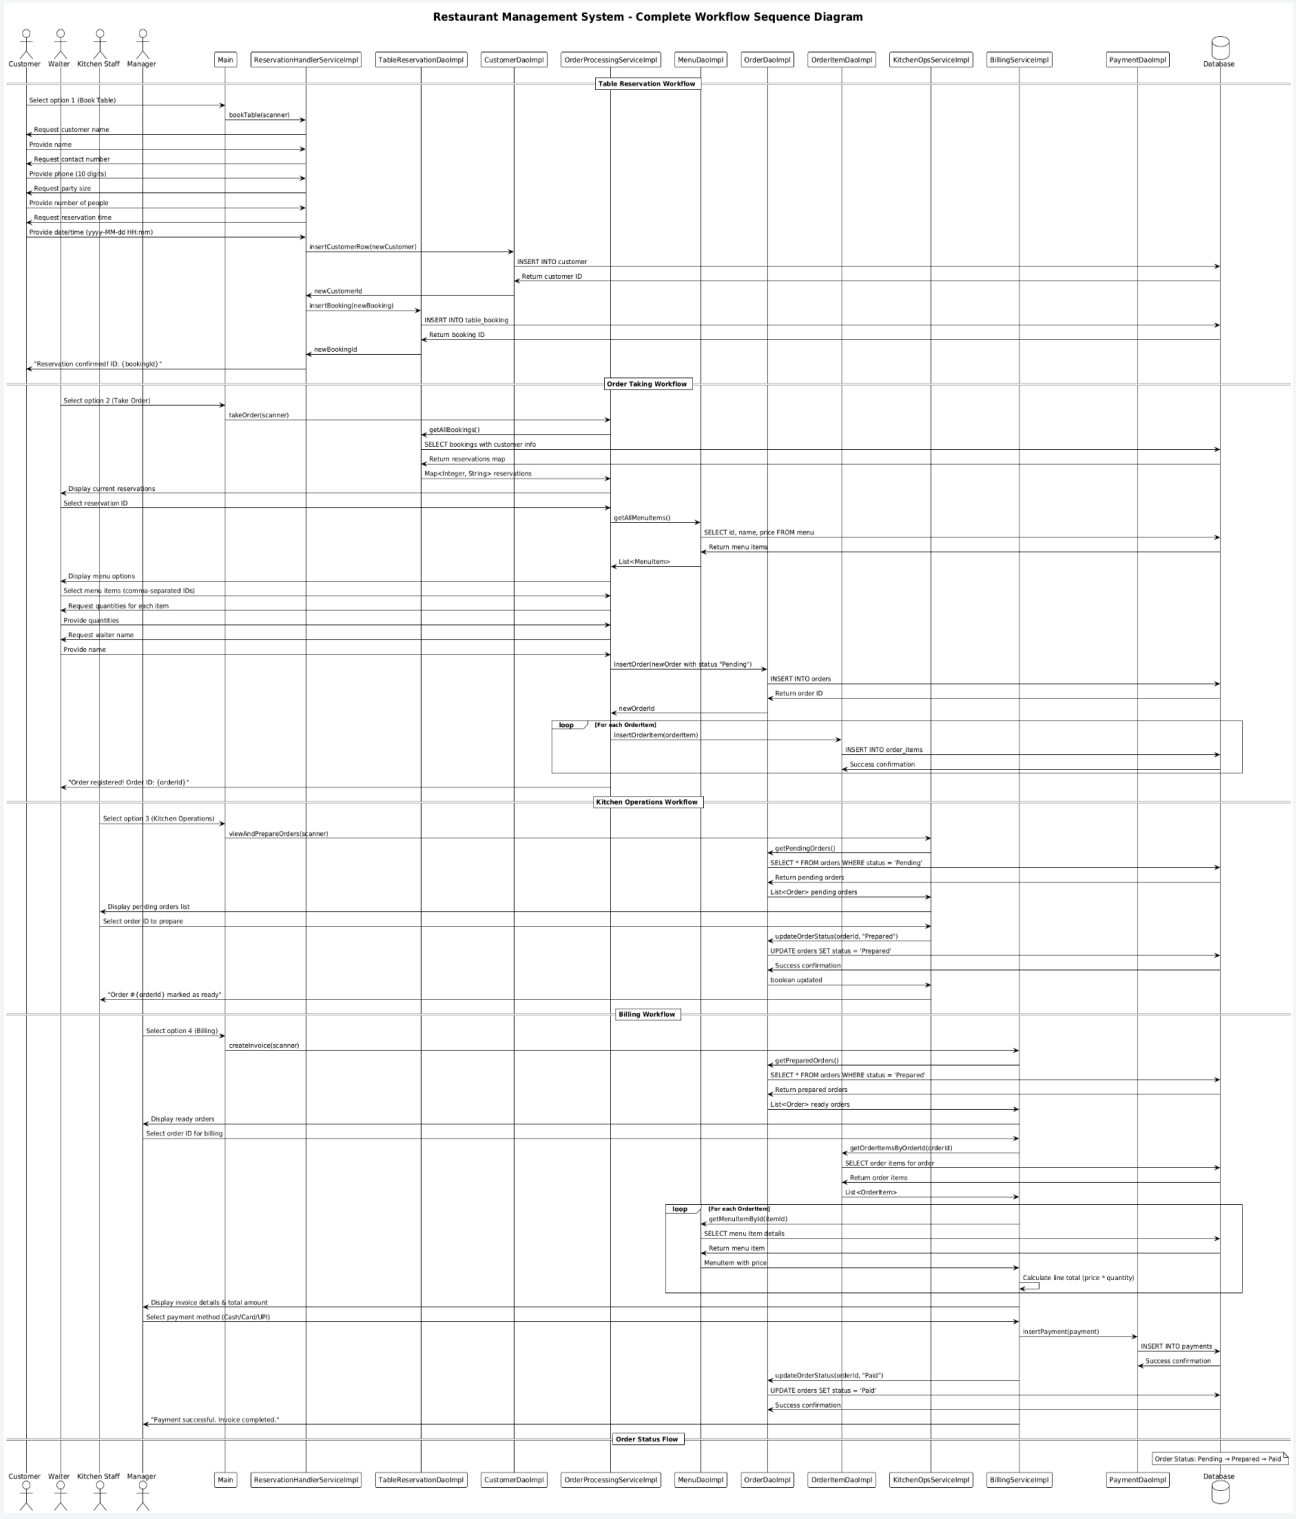 Restaurant Management System - Complete Workflow Sequence Diagram
Customer
Waiter
Kitchen Staff
Manager
Main
ReservationHandlerServiceImpl
TableReservationDaoImpl
CustomerDaoImpl
OrderProcessingServiceImpl
MenuDaoImpl
OrderDaoImpl
OrderItemDaoImpl
KitchenOpsServiceImpl
BillingServiceImpl
PaymentDaoImpl
Database
Table Reservation Workflow
Select option 1 (Book Table)
bookTable(scanner)
Request customer name
Provide name
Request contact number
Provide phone (10 digits)
Request party size
Provide number of people
Request reservation time
Provide date/time (yyyy-MM-dd HH:mm)
insertCustomerRow(newCustomer)
INSERT INTO customer
Return customer ID
newCustomerId
insertBooking(newBooking)
INSERT INTO table_booking
Return booking ID
newBookingId
"Reservation confirmed! ID: {bookingId}"
Order Taking Workflow
Select option 2 (Take Order)
takeOrder(scanner)
getAllBookings()
SELECT bookings with customer info
Return reservations map
Map<Integer, String> reservations
Display current reservations
Select reservation ID
getAllMenuItems()
SELECT id, name, price FROM menu
Return menu items
List<MenuItem>
Display menu options
Select menu items (comma-separated IDs)
Request quantities for each item
Provide quantities
Request waiter name
Provide name
insertOrder(newOrder with status "Pending")
INSERT INTO orders
Return order ID
newOrderId
loop [For each OrderItem]
insertOrderItem(orderItem)
INSERT INTO order_items
Success confirmation
"Order registered! Order ID: {orderId}"
Kitchen Operations Workflow
Select option 3 (Kitchen Operations)
viewAndPrepareOrders(scanner)
getPendingOrders()
SELECT * FROM orders WHERE status = 'Pending'
Return pending orders
List<Order> pending orders
Display pending orders list
Select order ID to prepare
updateOrderStatus(orderId, "Prepared")
UPDATE orders SET status = 'Prepared'
Success confirmation
boolean updated
"Order #{orderId} marked as ready"
Billing Workflow
Select option 4 (Billing)
createInvoice(scanner)
getPreparedOrders()
SELECT * FROM orders WHERE status = 'Prepared'
Return prepared orders
List<Order> ready orders
Display ready orders
Select order ID for billing
getOrderItemsByOrderId(orderId)
SELECT order items for order
Return order items
List<OrderItem>
loop [For each OrderItem]
getMenuItemById(itemId)
SELECT menu item details
Return menu item
MenuItem with price
Calculate line total (price * quantity)
Display invoice details & total amount
Select payment method (Cash/Card/UPI)
insertPayment(payment)
INSERT INTO payments
Success confirmation
updateOrderStatus(orderId, "Paid")
UPDATE orders SET status = 'Paid'
Success confirmation
"Payment successful. Invoice completed."
Order Status Flow
Order Status: Pending → Prepared → Paid
Customer
Waiter
Kitchen Staff
Manager
Main
ReservationHandlerServiceImpl
TableReservationDaoImpl
CustomerDaoImpl
OrderProcessingServiceImpl
MenuDaoImpl
OrderDaoImpl
OrderItemDaoImpl
KitchenOpsServiceImpl
BillingServiceImpl
PaymentDaoImpl
Database